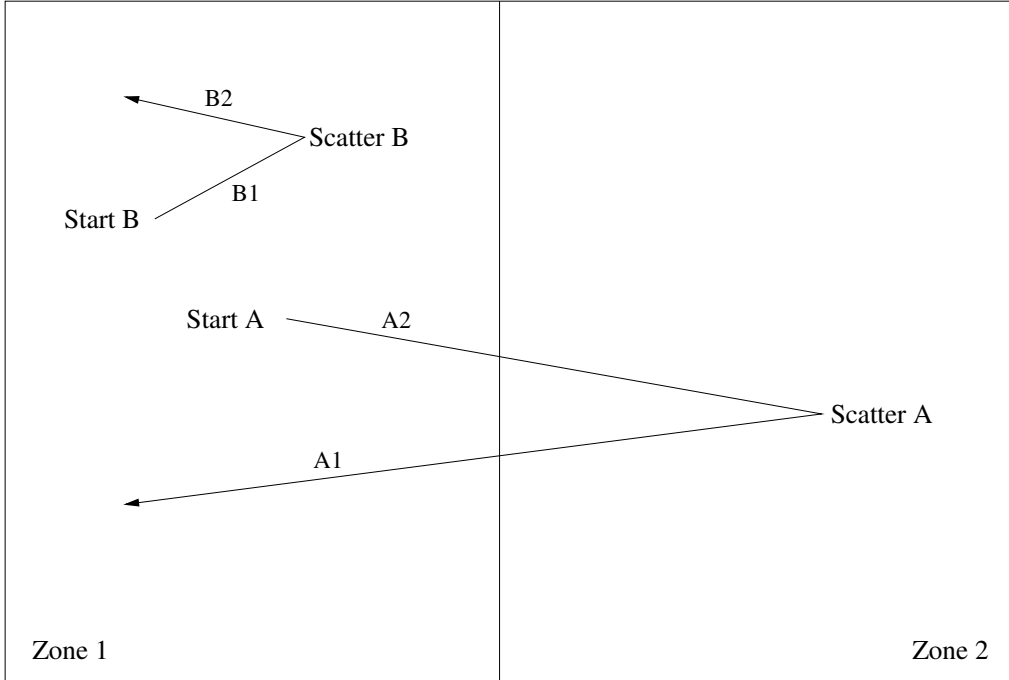 B2
Scatter B
B1
Start B
Start A
A2
Scatter A
A1
Zone 1
Zone 2